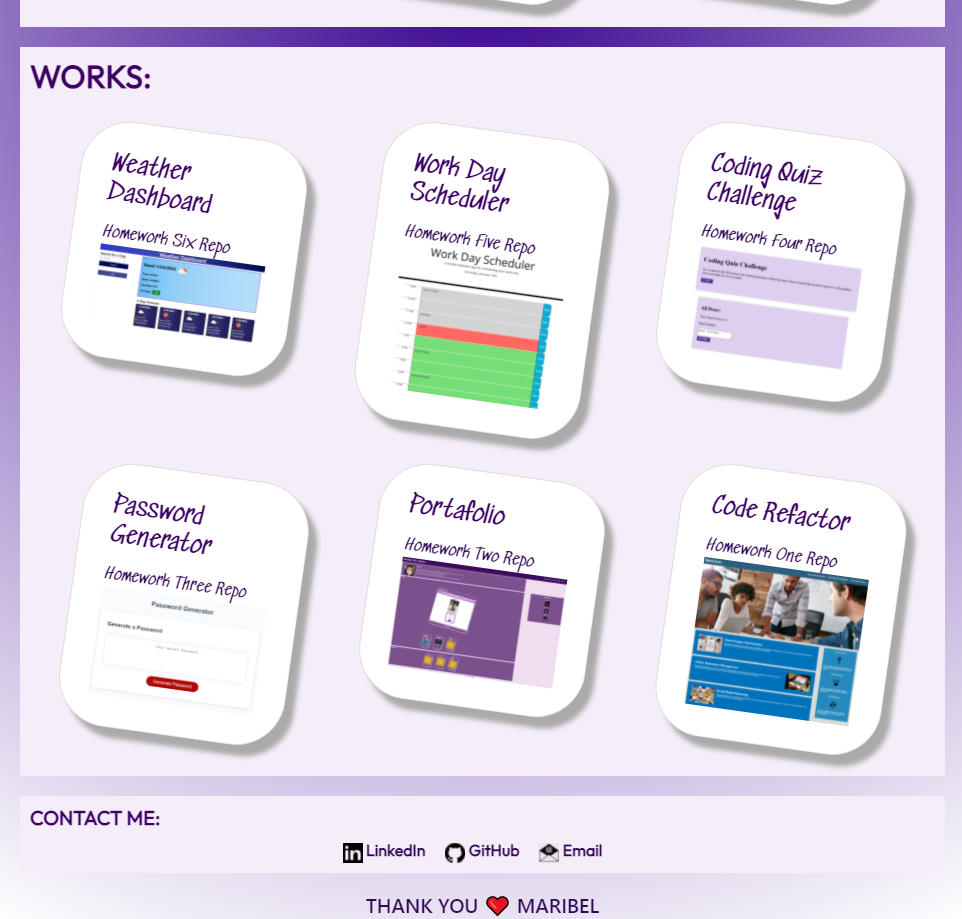 WORKS:
Weather
Dashboard
Homework Six Repo
Weather Dashboard
Work Day
Scheduler
Homework Five Repo
Work Day Scheduler
Coding Quiz
Challenge
Homework Four Repo
Coding Quiz Challenge
All Done!
Password
Generator
Homework Three Repo
Password Generator
Generate a Password
Your Secure Password
Generate Password
Portafolio
Homework Two Repo
Code Refactor
Homework One Repo
CONTACT ME:
LinkedIn GitHub Email
THANK YOU ❤ MARIBEL